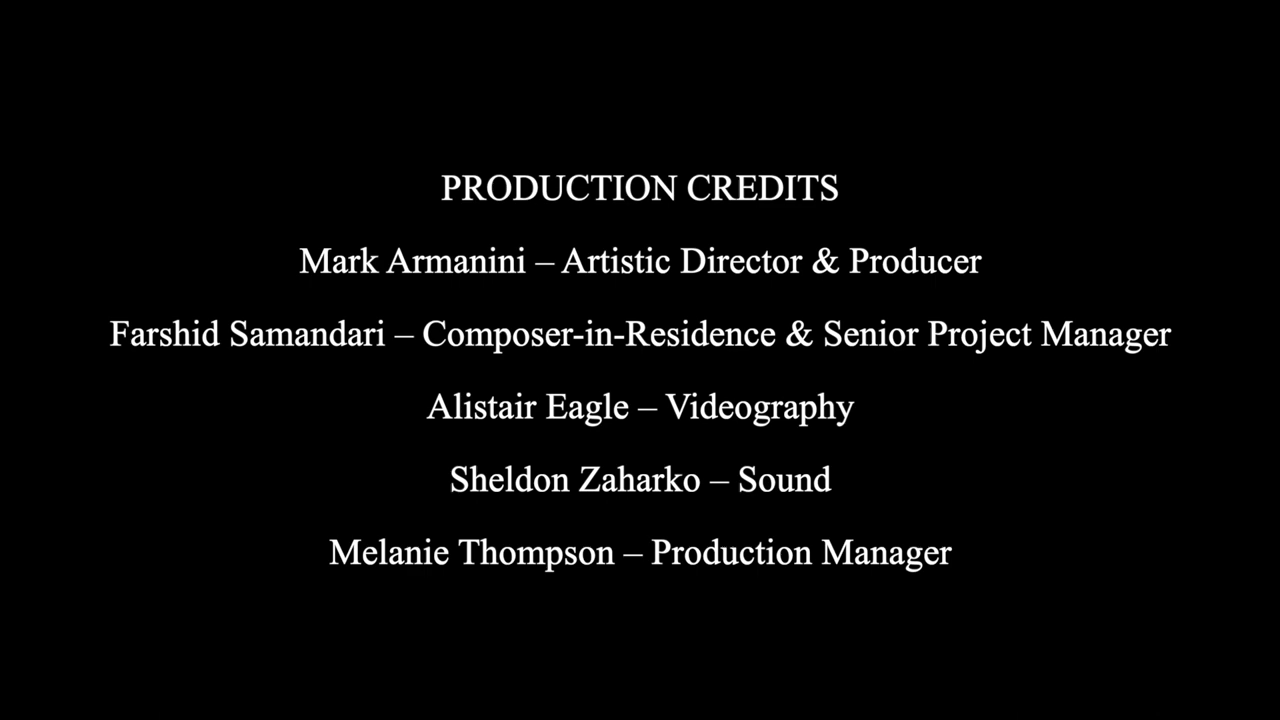 PRODUCTION CREDITS
Mark Armanini – Artistic Director & Producer
Farshid Samandari – Composer-in-Residence & Senior Project Manager
Alistair Eagle – Videography
Sheldon Zaharko – Sound
Melanie Thompson – Production Manager